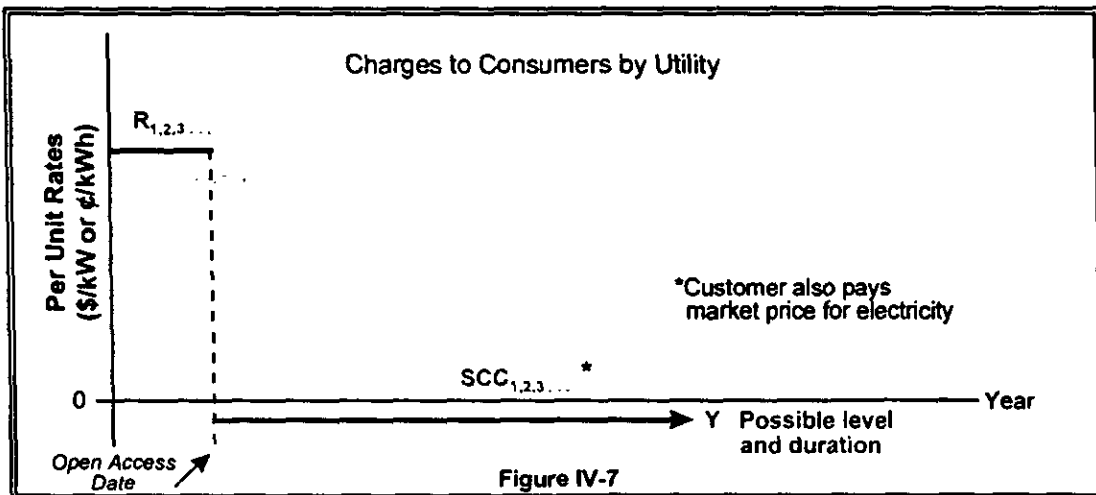 Charges to Consumers by Utility
R1,2,3...
Per Unit Rates
($/kW or ¢/kWh)
*Customer also pays
market price for electricity
SCC1,2,3... *
0
Year
Y Possible level
and duration
Open Access
Date
Figure IV-7